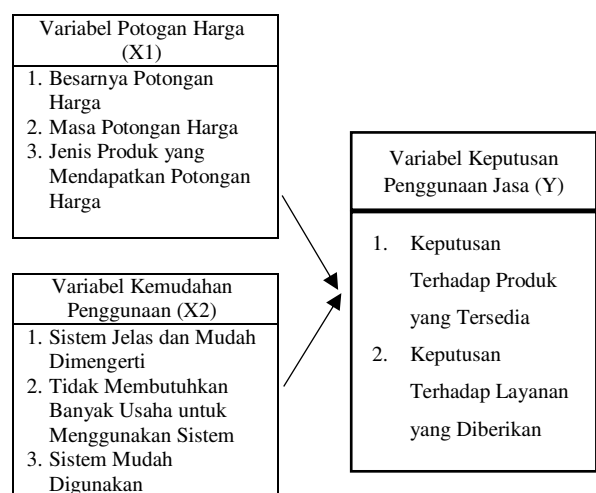 Variabel Potogan Harga
(X1)
1. Besarnya Potongan
Harga
2. Masa Potongan Harga
3. Jenis Produk yang
Mendapatkan Potongan
Harga
Variabel Kemudahan
Penggunaan (X2)
1. Sistem Jelas dan Mudah
Dimengerti
2. Tidak Membutuhkan
Banyak Usaha untuk
Menggunakan Sistem
3. Sistem Mudah
Digunakan
Variabel Keputusan
Penggunaan Jasa (Y)
1. Keputusan
Terhadap Produk
yang Tersedia
2. Keputusan
Terhadap Layanan
yang Diberikan